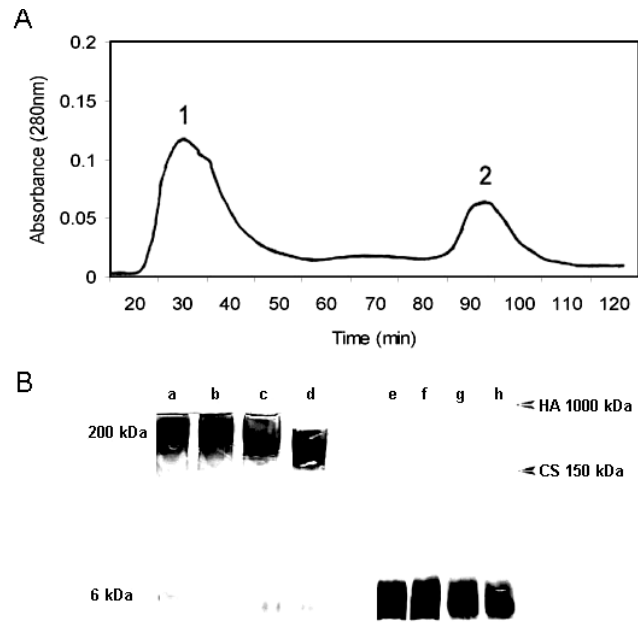 A
0.2
0.15
0.1
0.05
0
1
2
Absorbance (280nm)
20 30 40 50 60 70 80 90 100 110 120
Time (min)
B
a b c d e f g h
HA 1000 kDa
200 kDa
CS 150 kDa
6 kDa